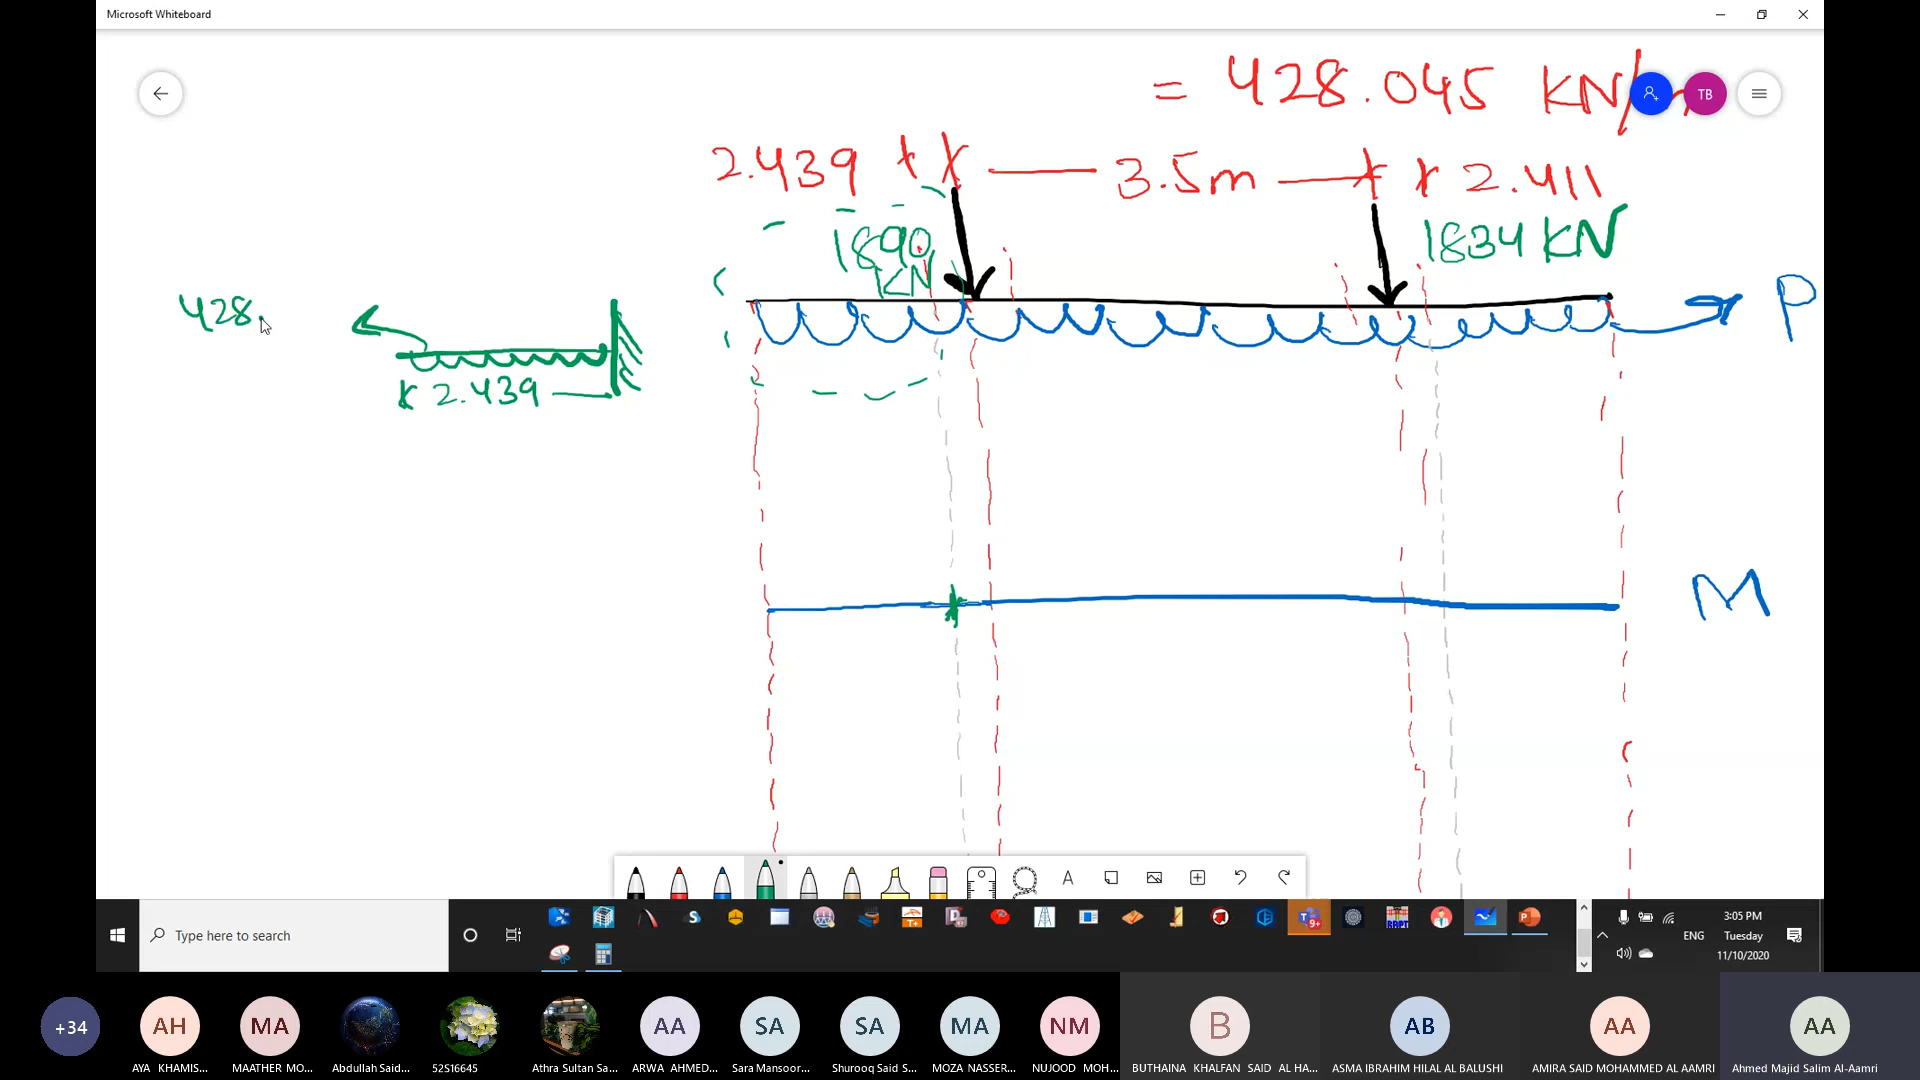 Microsoft Whiteboard
= 428.045 KN/
TB
2.439 + X — 3.5m — X X 2.411
1890
KN
1834 KN
P
428.
X 2.439
M
A
Type here to search
ENG
3:05 PM
Tuesday
11/10/2020
+34
AH
MA
AA
SA
SA
MA
NM
B
AB
AA
AA
AYA KHAMIS...
MAATHER MO...
Abdullah Said...
52S16645
Athra Sultan Sa...
ARWA AHMED...
Sara Mansoor...
Shurooq Said S...
MOZA NASSER...
NUJOOD MOH...
BUTHAINA KHALFAN SAID AL HA...
ASMA IBRAHIM HILAL AL BALUSHI
AMIRA SAID MOHAMMED AL AAMRI
Ahmed Majid Salim Al-Aamri